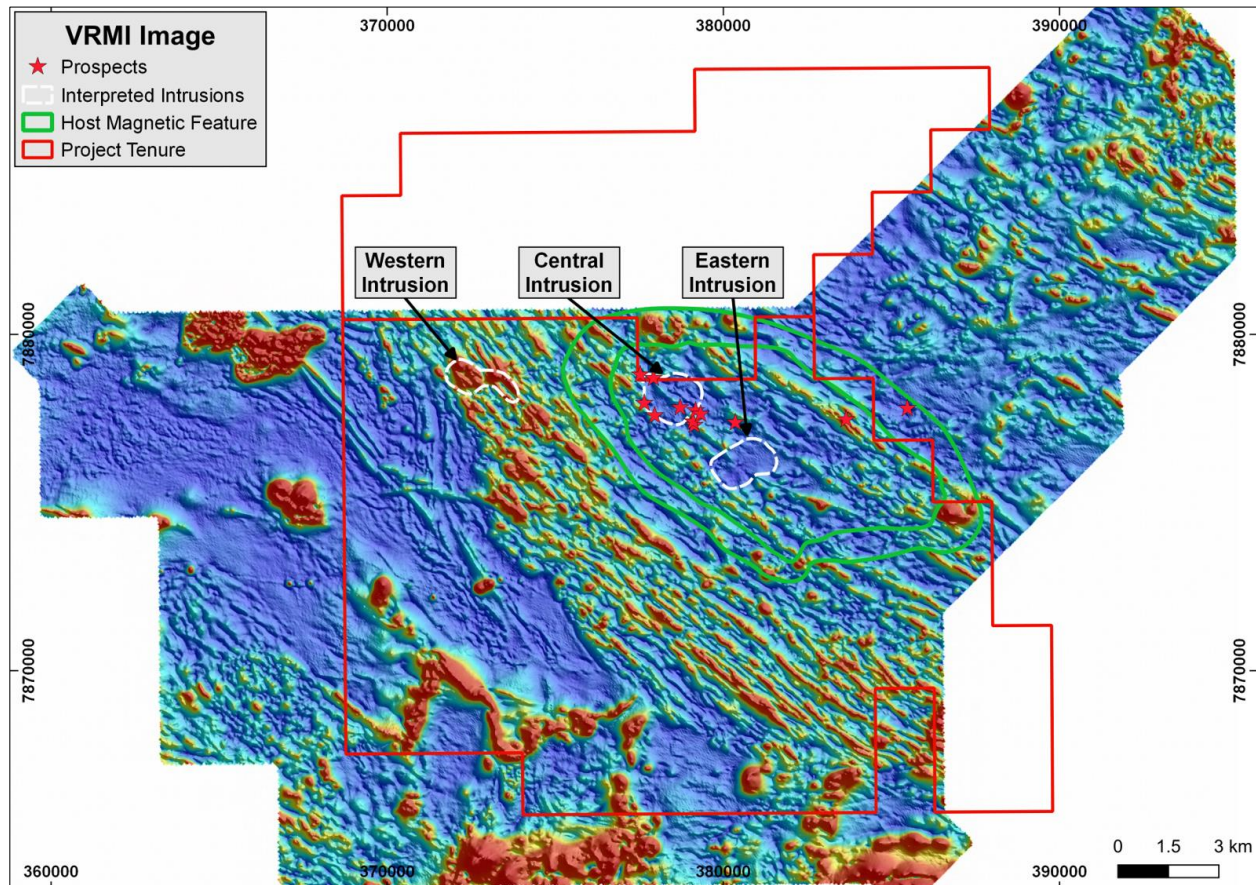 370000
380000
390000
VRMI Image
Prospects
Interpreted Intrusions
Host Magnetic Feature
Project Tenure
Western
Intrusion
Central
Intrusion
Eastern
Intrusion
7880000
7880000
7870000
7870000
0 1.5 3 km
360000
370000
380000
390000